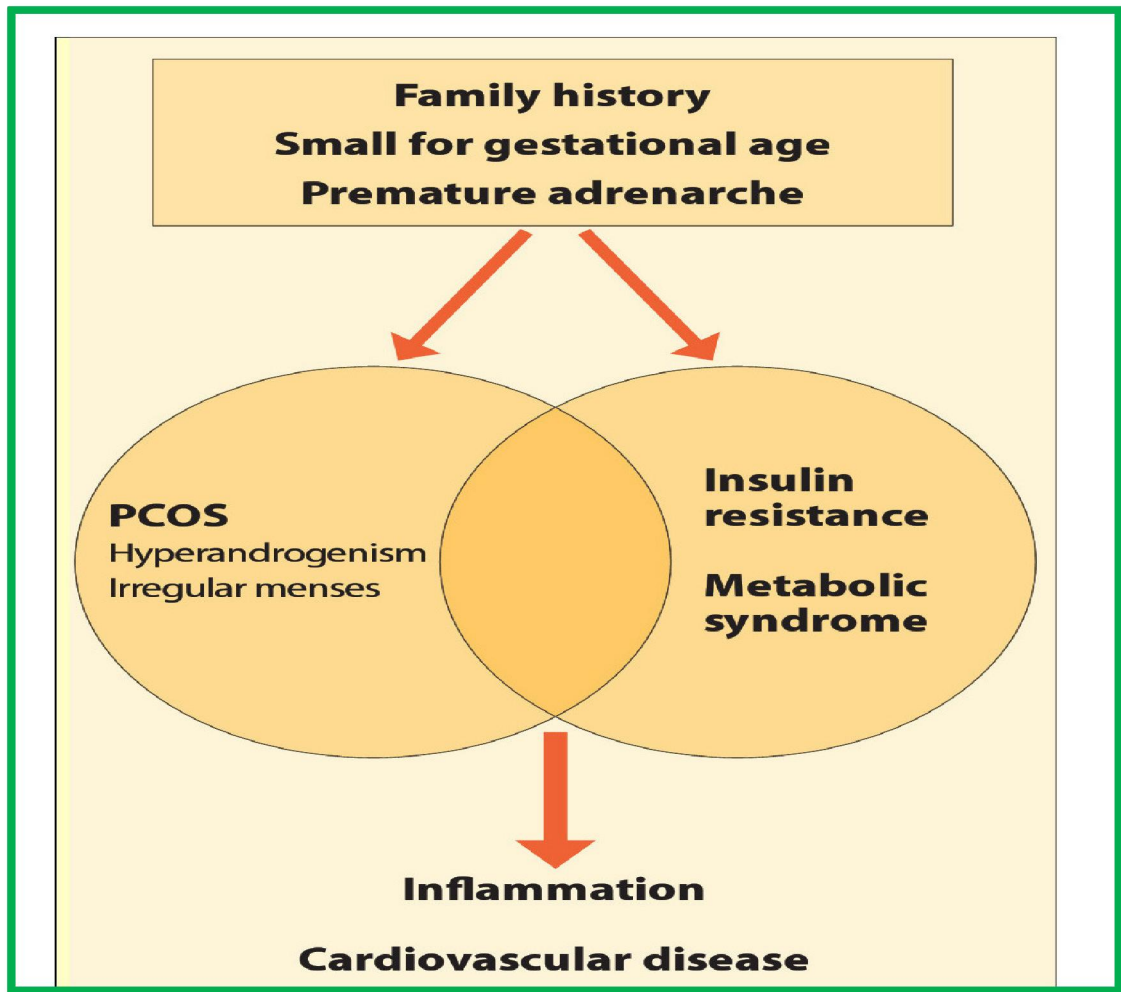 Family history
Small for gestational age
Premature adrenarche
PCOS
Hyperandrogenism
Irregular menses
Insulin
resistance
Metabolic
syndrome
Inflammation
Cardiovascular disease